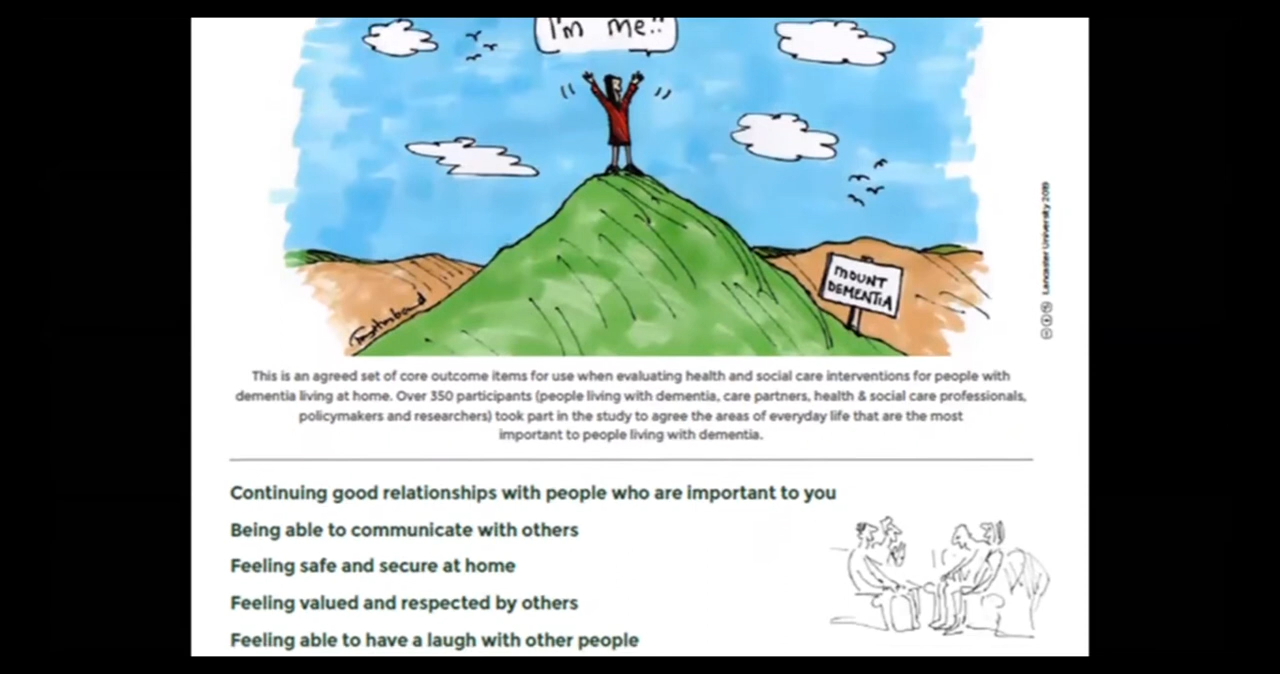 I'm me!!
MOUNT
DEMENTIA
Lancaster University 2019
This is an agreed set of core outcome items for use when evaluating health and social care interventions for people with
dementia living at home. Over 350 participants (people living with dementia, care partners, health & social care professionals,
policymakers and researchers) took part in the study to agree the areas of everyday life that are the most
important to people living with dementia.
Continuing good relationships with people who are important to you
Being able to communicate with others
Feeling safe and secure at home
Feeling valued and respected by others
Feeling able to have a laugh with other people